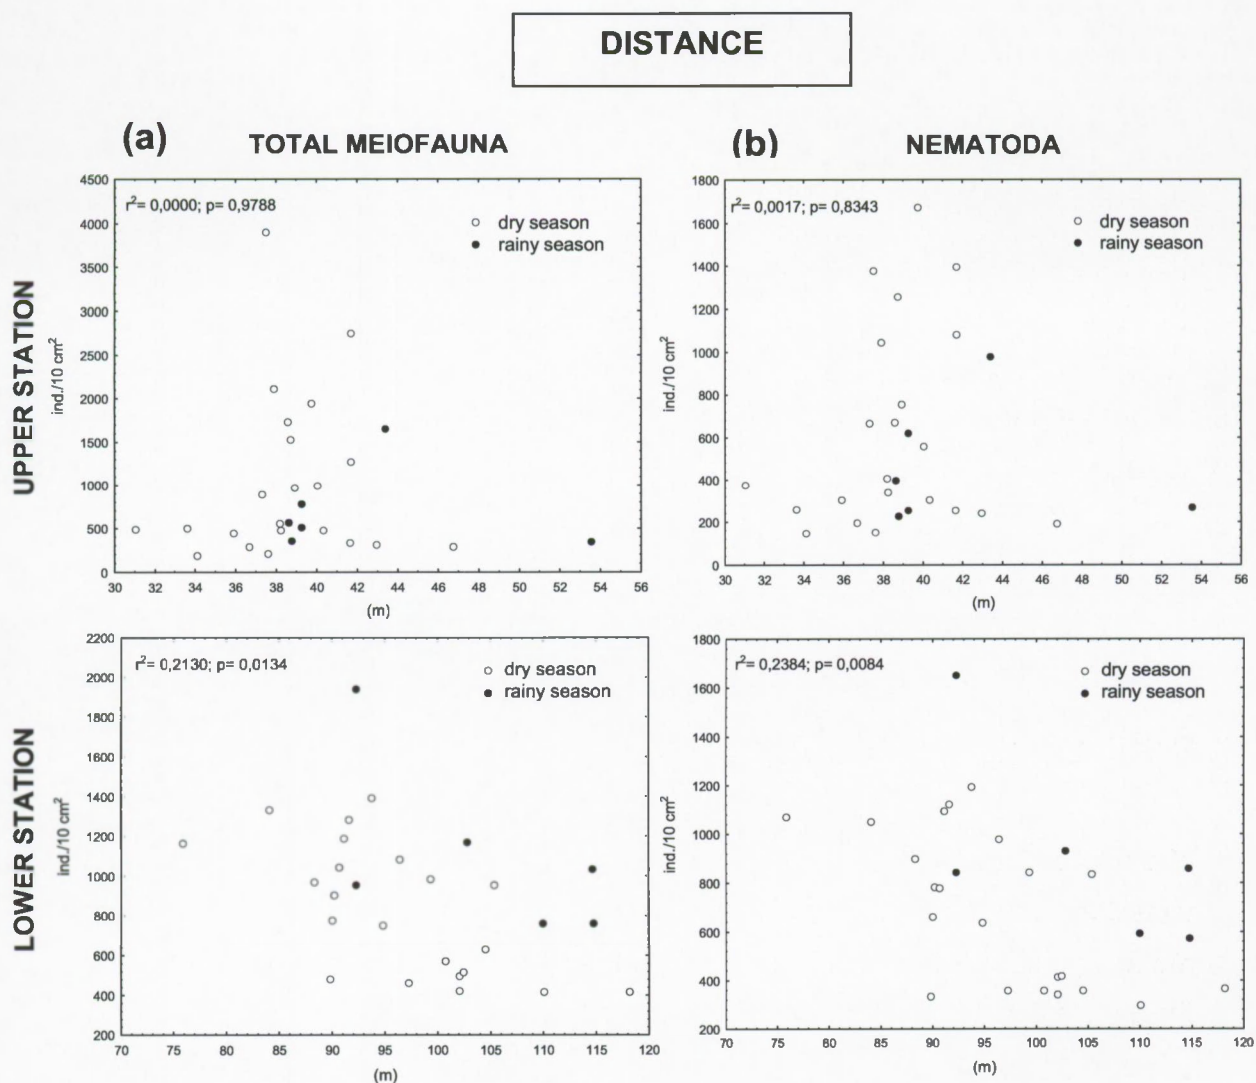 DISTANCE
(a) TOTAL MEIOFAUNA
(b) NEMATODA
UPPER STATION
r²= 0,0000; p= 0,9788
dry season
rainy season
ind./10 cm²
4500
4000
3500
3000
2500
2000
1500
1000
500
0
30 32 34 36 38 40 42 44 46 48 50 52 54 56
(m)
r²= 0,0017; p= 0,8343
dry season
rainy season
ind./10 cm²
1800
1600
1400
1200
1000
800
600
400
200
0
30 32 34 36 38 40 42 44 46 48 50 52 54 56
(m)
LOWER STATION
r²= 0,2130; p= 0,0134
dry season
rainy season
ind./10 cm²
2200
2000
1800
1600
1400
1200
1000
800
600
400
200
70 75 80 85 90 95 100 105 110 115 120
(m)
r²= 0,2384; p= 0,0084
dry season
rainy season
ind./10 cm²
1800
1600
1400
1200
1000
800
600
400
200
70 75 80 85 90 95 100 105 110 115 120
(m)